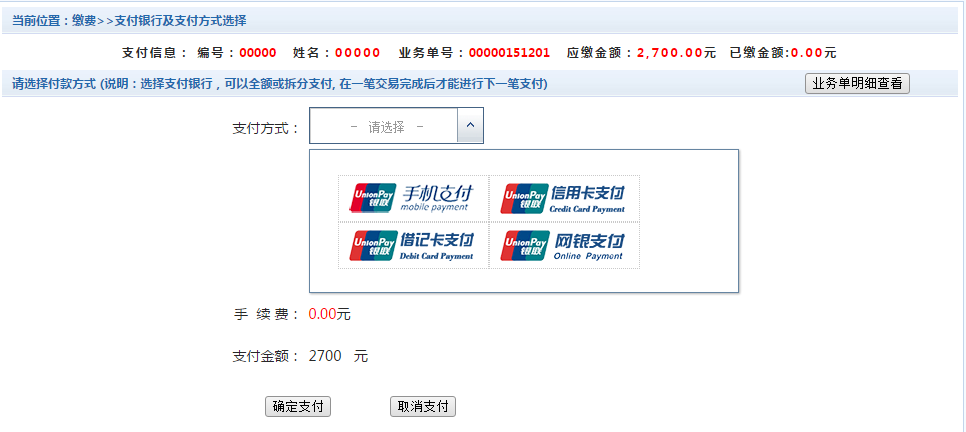 当前位置：缴费>>支付银行及支付方式选择
支付信息： 编号：00000 姓名：00000 业务单号：00000151201 应缴金额：2,700.00元 已缴金额:0.00元
请选择付款方式 (说明：选择支付银行，可以全额或拆分支付, 在一笔交易完成后才能进行下一笔支付) 业务单明细查看
支付方式： － 请选择 －
UnionPay 银联 手机支付 mobile payment UnionPay 银联 信用卡支付 Credit Card Payment
UnionPay 银联 借记卡支付 Debit Card Payment UnionPay 银联 网银支付 Online Payment
手 续 费： 0.00元
支付金额： 2700 元
确定支付 取消支付